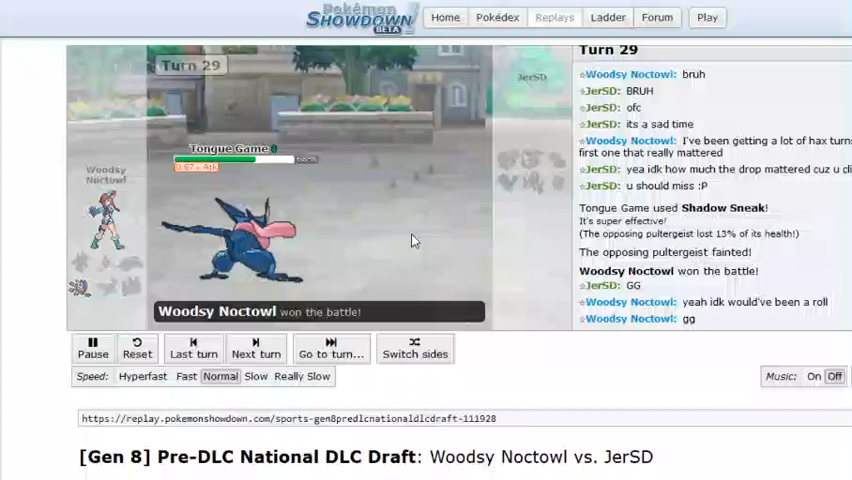 Pokémon
SHOWDOWN
BETA
Home
Pokédex
Replays
Ladder
Forum
Play
Turn 29
Turn 29
JerSD
☆Woodsy Noctowl: bruh
☆JerSD: BRUH
☆JerSD: ofc
☆JerSD: its a sad time
☆Woodsy Noctowl: I've been getting a lot of hax turns
first one that really mattered
☆JerSD: yea idk how much the drop mattered cuz u cli
☆JerSD: u should miss :P
Tongue Game used Shadow Sneak!
It's super effective!
(The opposing pultergeist lost 13% of its health!)
The opposing pultergeist fainted!
Woodsy Noctowl won the battle!
☆JerSD: GG
☆Woodsy Noctowl: yeah idk would've been a roll
☆Woodsy Noctowl: gg
Tongue Game
0.67× Atk
Woodsy
Noctowl
Woodsy Noctowl won the battle!
Pause
Reset
Last turn
Next turn
Go to turn...
Switch sides
Speed: Hyperfast Fast Normal Slow Really Slow
Music: On Off
https://replay.pokemonshowdown.com/sports-gen8predlcnationaldlcdraft-111928
[Gen 8] Pre-DLC National DLC Draft: Woodsy Noctowl vs. JerSD